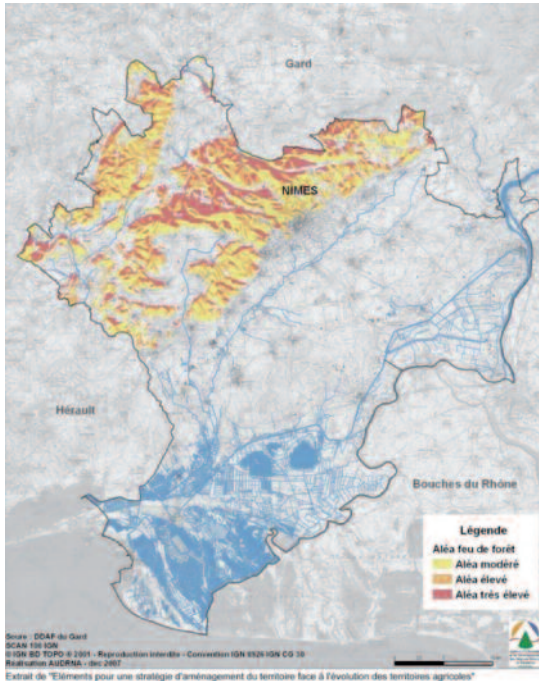 Gard
NIMES
Hérault
Bouches du Rhône
Légende
Aléa feu de forêt
Aléa modéré
Aléa élevé
Aléa très élevé
Soure : DDAF du Gard
SCAN 100 IGN
© IGN BD TOPO ® 2001 - Reproduction interdite - Convention IGN 0526 IGN CG 30
Réalisation AUDRNA - dec 2007
Extrait de "Eléments pour une stratégie d'aménagement du territoire face à l'évolution des territoires agricoles"